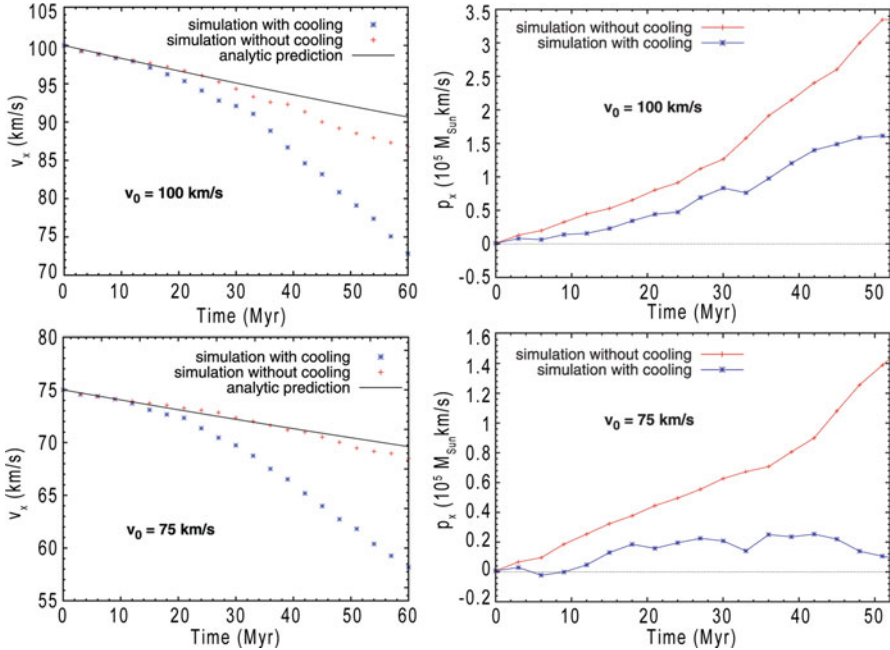 simulation with cooling
simulation without cooling
analytic prediction
v₀ = 100 km/s
v_x (km/s)
105
100
95
90
85
80
75
70
0 10 20 30 40 50 60
Time (Myr)
simulation without cooling
simulation with cooling
v₀ = 100 km/s
p_x (10⁵ M_Sun km/s)
3.5
3
2.5
2
1.5
1
0.5
0
-0.5
0 10 20 30 40 50
Time (Myr)
simulation with cooling
simulation without cooling
analytic prediction
v₀ = 75 km/s
v_x (km/s)
80
75
70
65
60
55
0 10 20 30 40 50 60
Time (Myr)
simulation without cooling
simulation with cooling
v₀ = 75 km/s
p_x (10⁵ M_Sun km/s)
1.6
1.4
1.2
1
0.8
0.6
0.4
0.2
0
-0.2
0 10 20 30 40 50
Time (Myr)